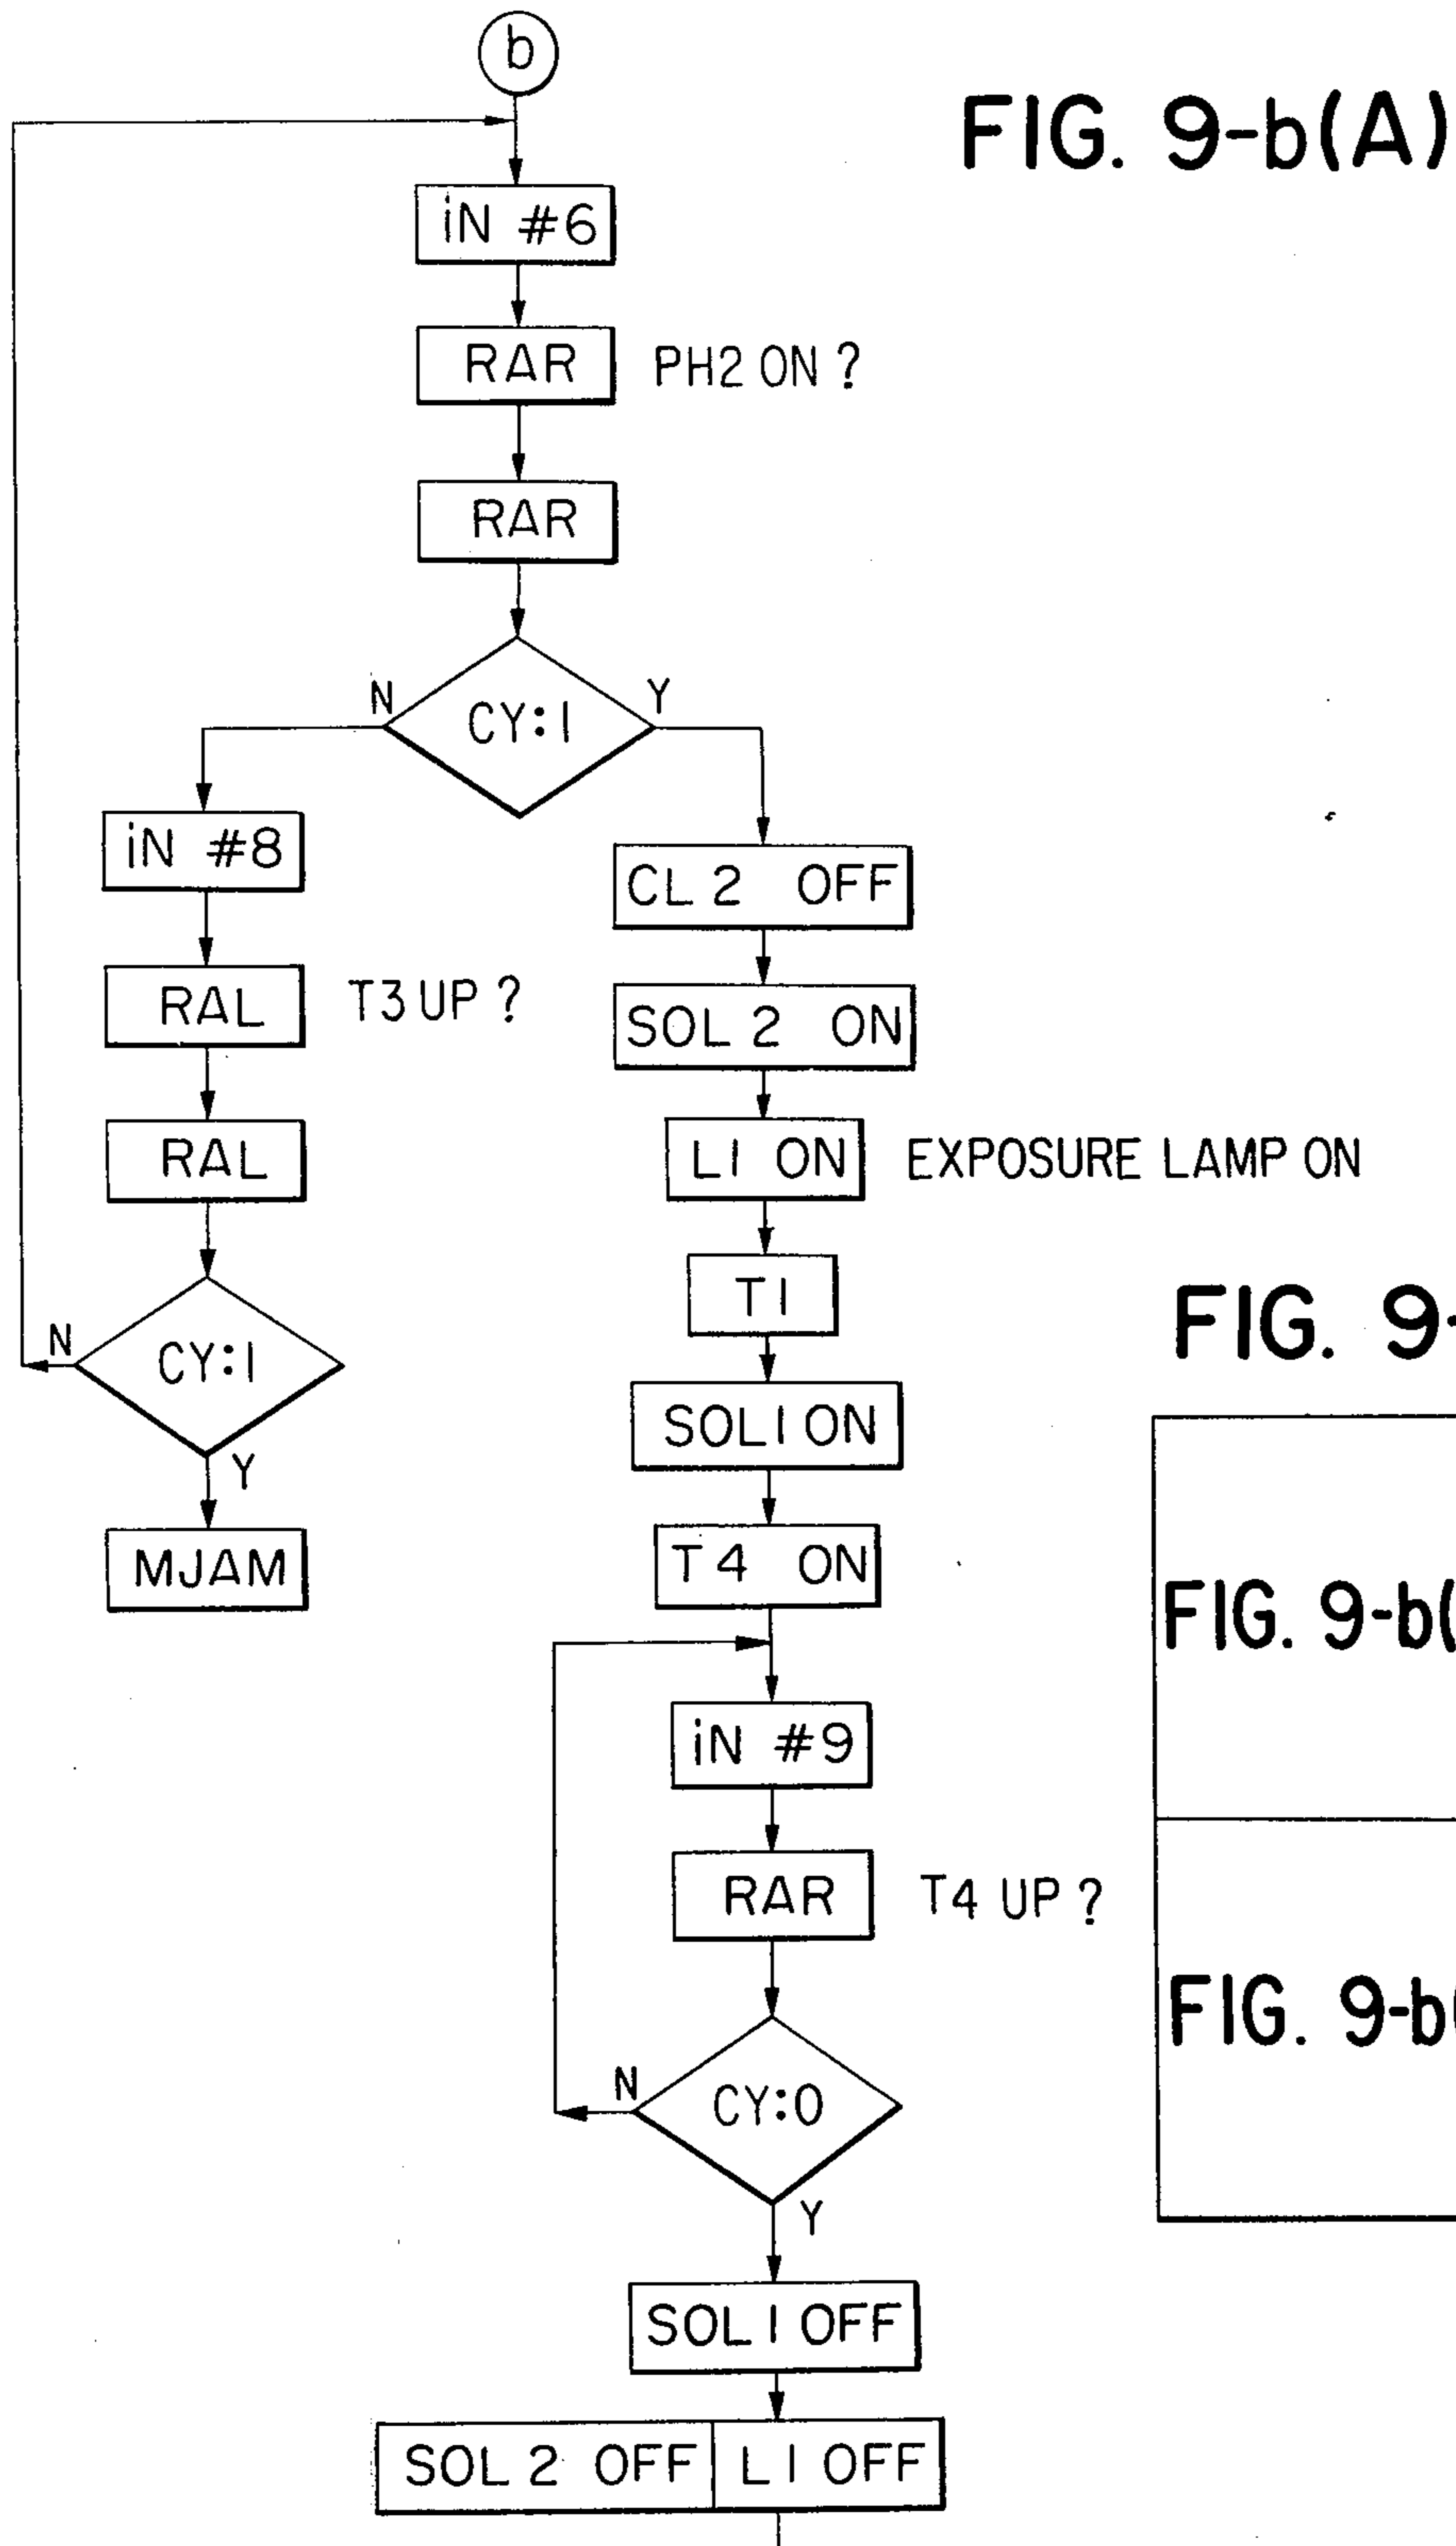 b
FIG. 9-b(A)
iN #6
RAR PH2 ON ?
RAR
N CY:1 Y
iN #8
RAL T3 UP ?
RAL
N CY:1
Y
MJAM
CL 2 OFF
SOL 2 ON
L1 ON EXPOSURE LAMP ON
T1
SOL1 ON
T4 ON
iN #9
RAR T4 UP ?
N CY:0
Y
SOL 1 OFF
SOL 2 OFF L1 OFF
FIG. 9-
FIG. 9-b(
FIG. 9-b(